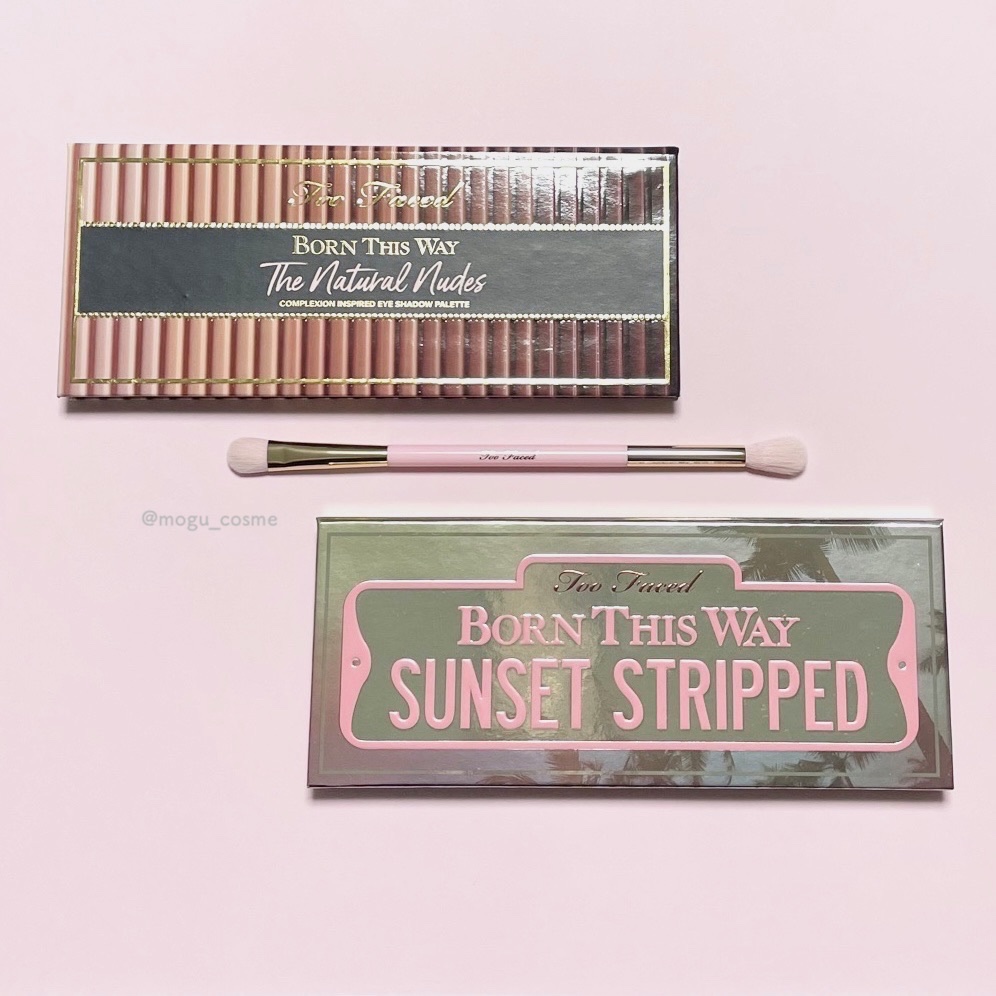 Too Faced
BORN THIS WAY
The Natural Nudes
COMPLEXION INSPIRED EYE SHADOW PALETTE
Too Faced
@mogu_cosme
Too Faced
BORN THIS WAY
SUNSET STRIPPED